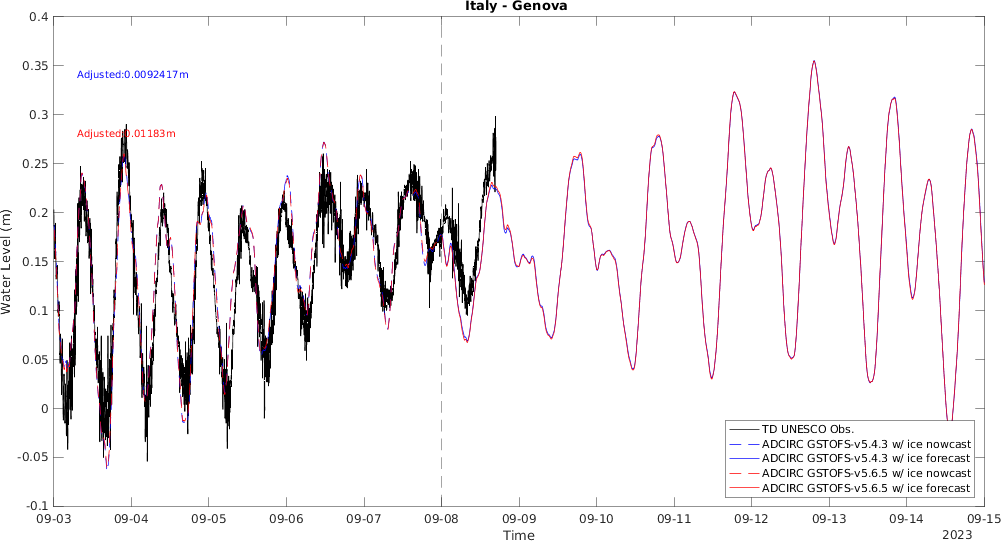 Italy - Genova
0.4
0.35
0.3
0.25
0.2
0.15
0.1
0.05
0
-0.05
-0.1
Water Level (m)
Adjusted:0.0092417m
Adjusted:0.01183m
TD UNESCO Obs.
ADCIRC GSTOFS-v5.4.3 w/ ice nowcast
ADCIRC GSTOFS-v5.4.3 w/ ice forecast
ADCIRC GSTOFS-v5.6.5 w/ ice nowcast
ADCIRC GSTOFS-v5.6.5 w/ ice forecast
09-03 09-04 09-05 09-06 09-07 09-08 09-09 09-10 09-11 09-12 09-13 09-14 09-15
Time
2023